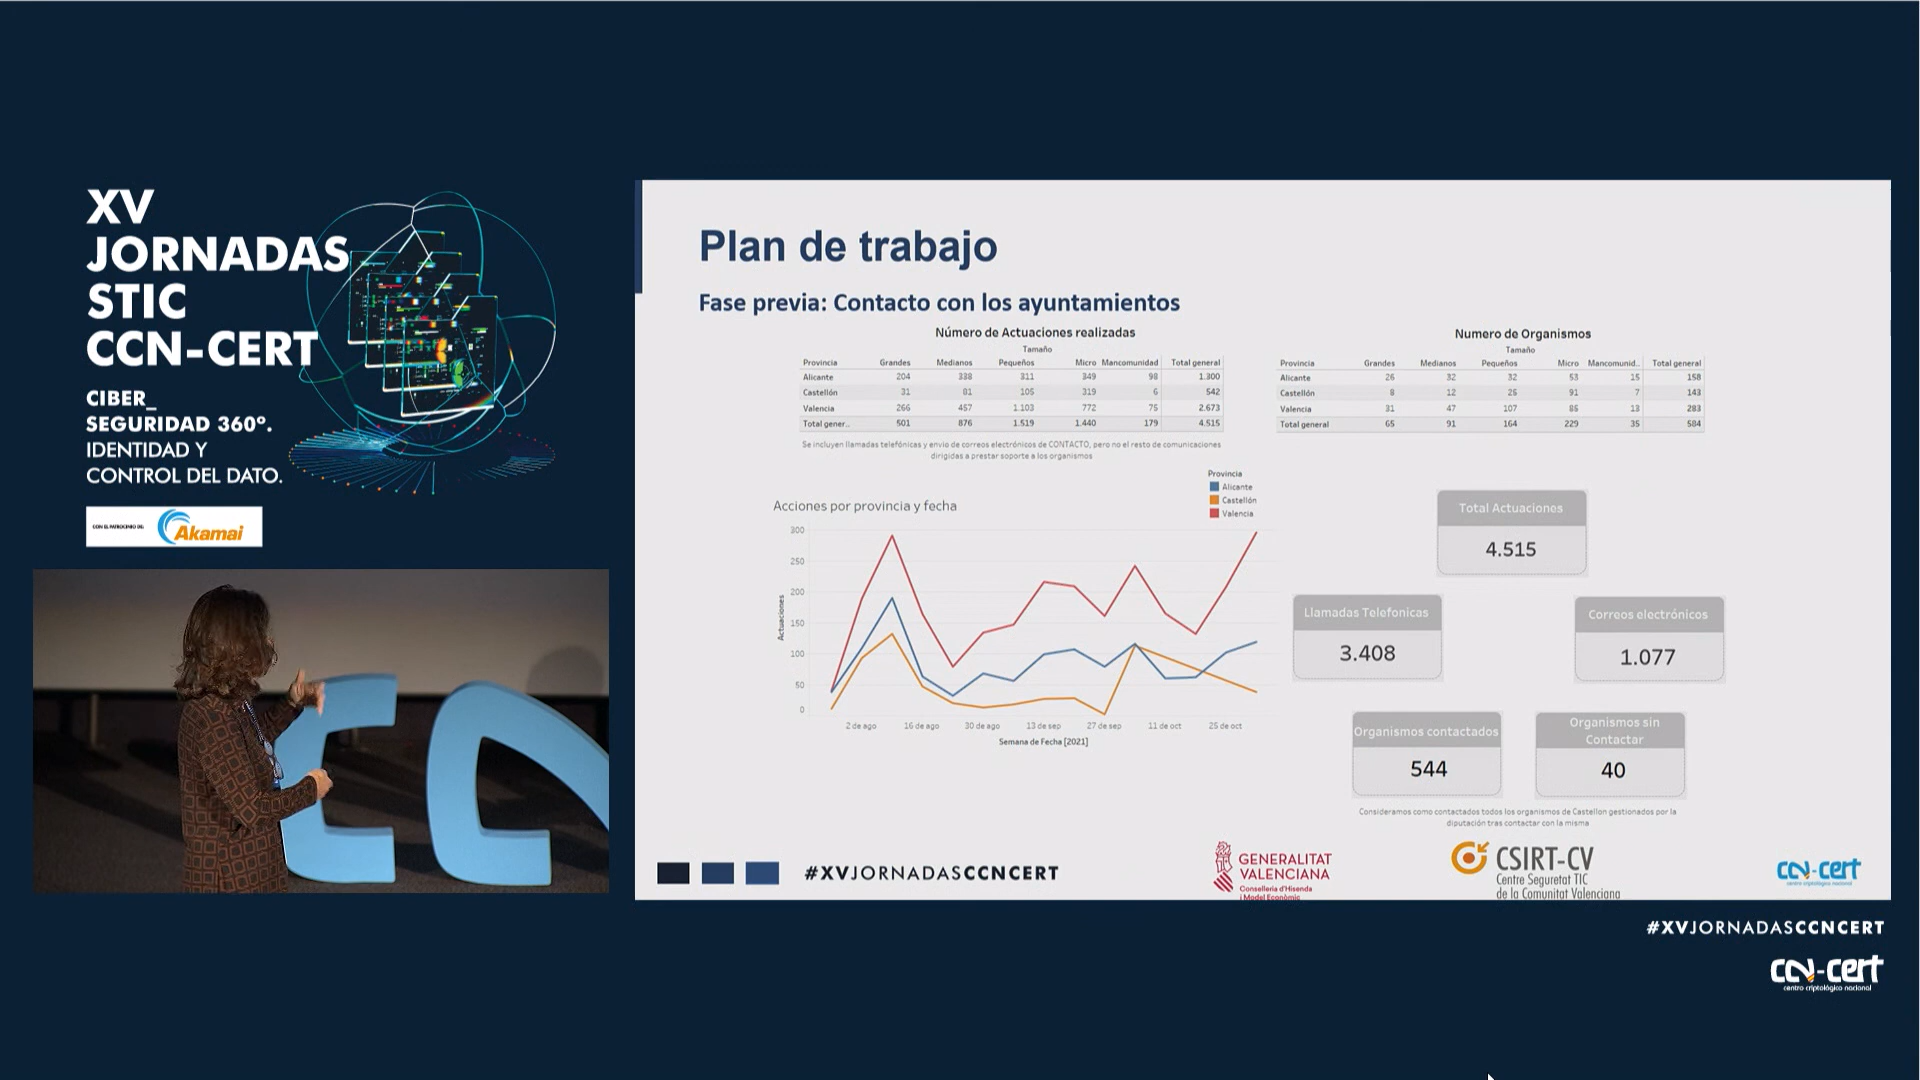 XV
JORNADAS
STIC
CCN-CERT
CIBER_
SEGURIDAD 360º.
IDENTIDAD Y
CONTROL DEL DATO.
CON EL PATROCINIO DE:
Akamai
Plan de trabajo
Fase previa: Contacto con los ayuntamientos
Número de Actuaciones realizadas
Tamaño
Provincia Grandes Medianos Pequeños Micro Mancomunidad Total general
Alicante 204 338 311 349 98 1.300
Castellón 31 81 105 319 6 542
Valencia 266 457 1.103 772 75 2.673
Total gener.. 501 876 1.519 1.440 179 4.515
Se incluyen llamadas telefónicas y envío de correos electrónicos de CONTACTO, pero no el resto de comunicaciones
dirigidas a prestar soporte a los organismos
Numero de Organismos
Tamaño
Provincia Grandes Medianos Pequeños Micro Mancomunid.. Total general
Alicante 26 32 32 53 15 158
Castellón 8 12 25 91 7 143
Valencia 31 47 107 85 13 283
Total general 65 91 164 229 35 584
Provincia
Alicante
Castellón
Valencia
Acciones por provincia y fecha
300
250
200
150
100
50
0
Actuaciones
2 de ago 16 de ago 30 de ago 13 de sep 27 de sep 11 de oct 25 de oct
Semana de Fecha [2021]
Total Actuaciones
4.515
Llamadas Telefonicas
3.408
Correos electrónicos
1.077
Organismos contactados
544
Organismos sin
Contactar
40
Consideramos como contactados todos los organismos de Castellon gestionados por la
diputación tras contactar con la misma
#XVJORNADASCCNCERT
GENERALITAT
VALENCIANA
Conselleria d'Hisenda
i Model Econòmic
CSIRT-CV
Centre Seguretat TIC
de la Comunitat Valenciana
ccn-cert
centro criptológico nacional
#XVJORNADASCCNCERT
ccn-cert
centro criptológico nacional